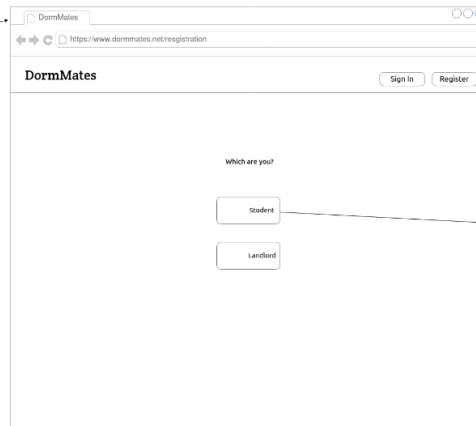 DormMates
https://www.dormmates.net/resgistration
DormMates
Sign In Register
Which are you?
Student
Landlord